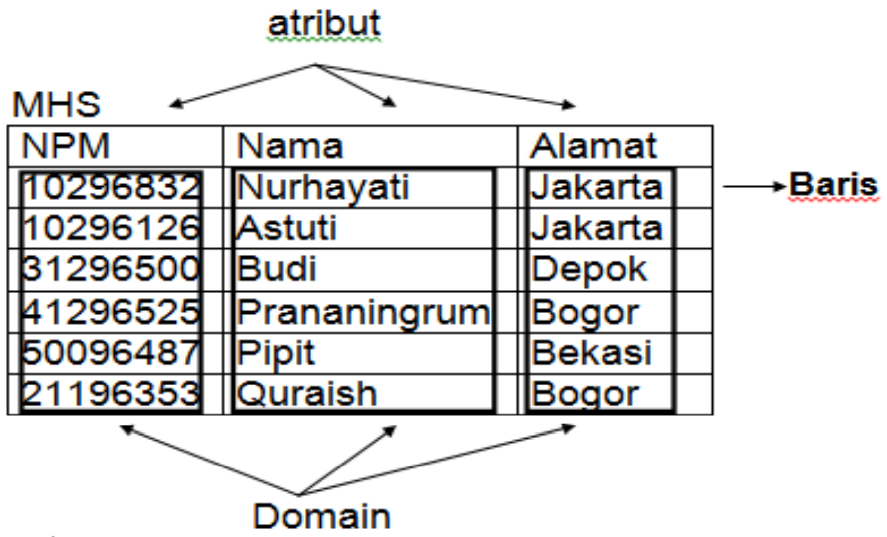 atribut
MHS
NPM Nama Alamat
10296832 Nurhayati Jakarta Baris
10296126 Astuti Jakarta
31296500 Budi Depok
41296525 Prananingrum Bogor
50096487 Pipit Bekasi
21196353 Quraish Bogor
Domain